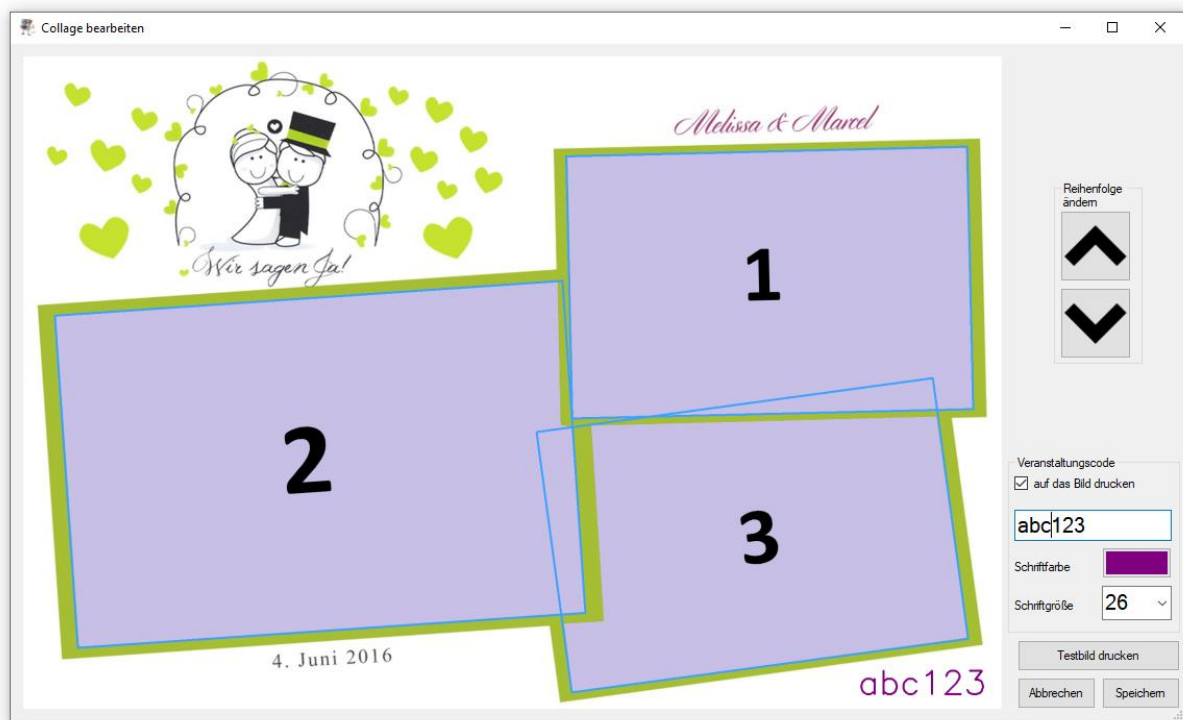 Collage bearbeiten
Melissa & Marcel
Wir sagen Ja!
1
2
3
4. Juni 2016
abc123
Reihenfolge
ändern
Veranstaltungscode
auf das Bild drucken
abc123
Schriftfarbe
Schriftgröße 26
Testbild drucken
Abbrechen Speichern